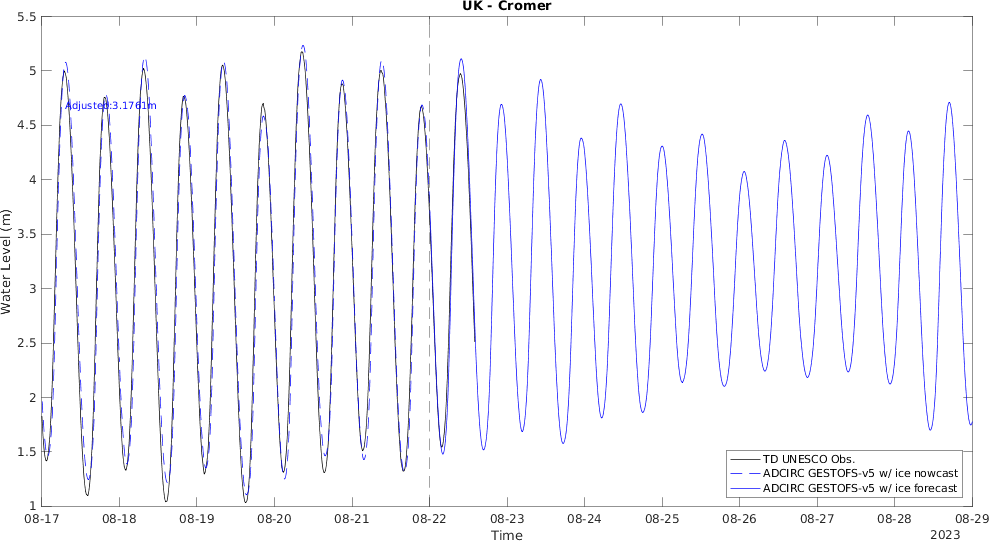 UK - Cromer
5.5
5
4.5
4
3.5
3
2.5
2
1.5
1
Water Level (m)
Adjusted:3.1761m
TD UNESCO Obs.
ADCIRC GESTOFS-v5 w/ ice nowcast
ADCIRC GESTOFS-v5 w/ ice forecast
08-17 08-18 08-19 08-20 08-21 08-22 08-23 08-24 08-25 08-26 08-27 08-28 08-29
Time
2023